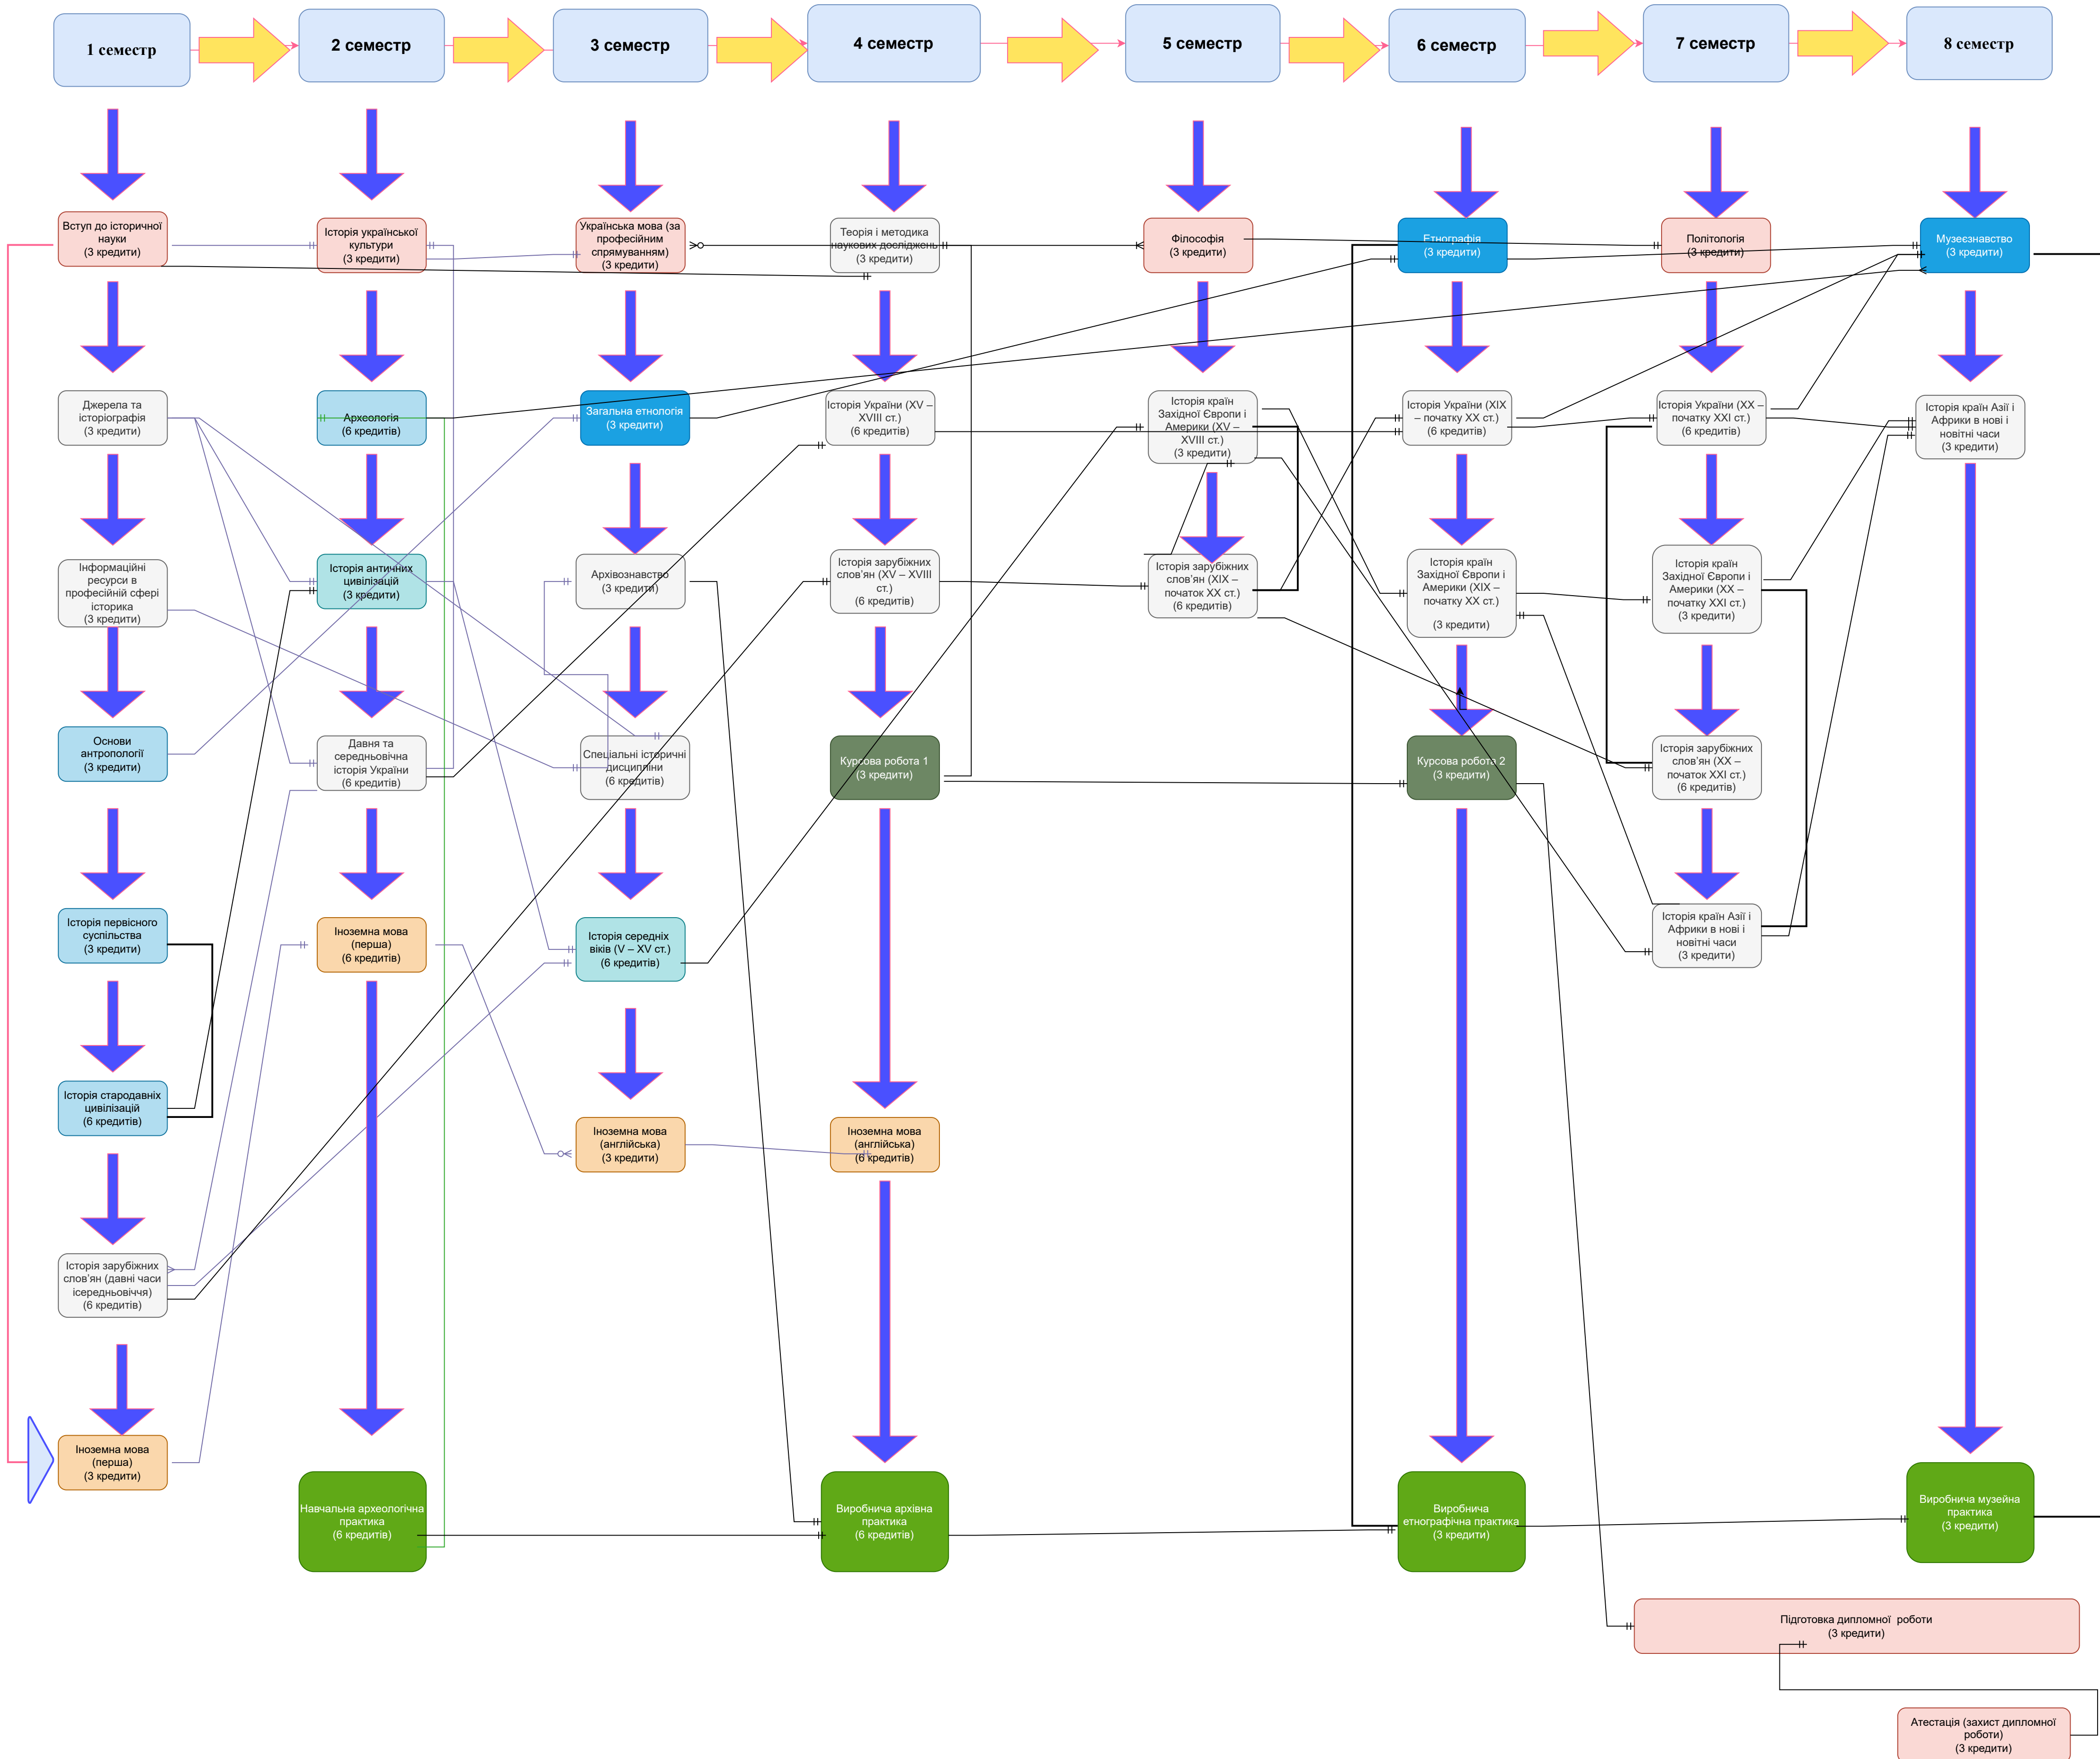 1 семестр
2 семестр
3 семестр
4 семестр
5 семестр
6 семестр
7 семестр
8 семестр
Вступ до історичної
науки
(3 кредити)
Джерела та
історіографія
(3 кредити)
Інформаційні
ресурси в
професійній сфері
історика
(3 кредити)
Основи
антропології
(3 кредити)
Історія первісного
суспільства
(3 кредити)
Історія стародавніх
цивілізацій
(6 кредитів)
Історія зарубіжних
слов'ян (давні часи
ісередньовіччя)
(6 кредитів)
Іноземна мова
(перша)
(3 кредити)
Історія української
культури
(3 кредити)
Археологія
(6 кредитів)
Історія античних
цивілізацій
(3 кредити)
Давня та
середньовічна
історія України
(6 кредитів)
Іноземна мова
(перша)
(6 кредитів)
Навчальна археологічна
практика
(6 кредитів)
Українська мова (за
професійним
спрямуванням)
(3 кредити)
Загальна етнологія
(3 кредити)
Архівознавство
(3 кредити)
Спеціальні історичні
дисципліни
(6 кредитів)
Історія середніх
віків (V – XV ст.)
(6 кредитів)
Іноземна мова
(англійська)
(3 кредити)
Теорія і методика
наукових досліджень
(3 кредити)
Історія України (XV –
XVIII ст.)
(6 кредитів)
Історія зарубіжних
слов'ян (XV – XVIII
ст.)
(6 кредитів)
Курсова робота 1
(3 кредити)
Іноземна мова
(англійська)
(6 кредитів)
Виробнича архівна
практика
(6 кредитів)
Філософія
(3 кредити)
Історія країн
Західної Європи і
Америки (XV –
XVIII ст.)
(3 кредити)
Історія зарубіжних
слов'ян (XIX –
початок XX ст.)
(6 кредитів)
Етнографія
(3 кредити)
Історія України (XIX
– початку XX ст.)
(6 кредитів)
Історія країн
Західної Європи і
Америки (XIX –
початку XX ст.)
(3 кредити)
Курсова робота 2
(3 кредити)
Виробнича
етнографічна практика
(3 кредити)
Політологія
(3 кредити)
Історія України (XX –
початку XXI ст.)
(6 кредитів)
Історія країн
Західної Європи і
Америки (XX –
початку XXI ст.)
(3 кредити)
Історія зарубіжних
слов'ян (XX –
початок XXI ст.)
(6 кредитів)
Історія країн Азії і
Африки в нові і
новітні часи
(3 кредити)
Музеєзнавство
(3 кредити)
Історія країн Азії і
Африки в нові і
новітні часи
(3 кредити)
Виробнича музейна
практика
(3 кредити)
Підготовка дипломної роботи
(3 кредити)
Атестація (захист дипломної
роботи)
(3 кредити)